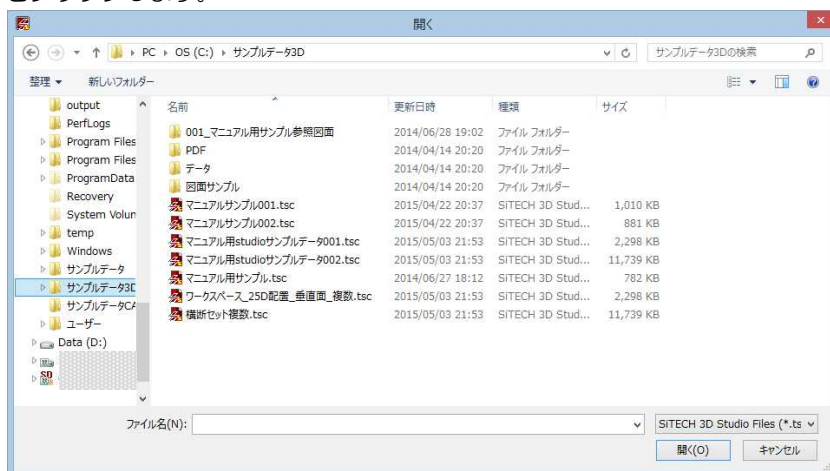 をクリックします。
開く
PC ▸ OS (C:) ▸ サンプルデータ3D
サンプルデータ3Dの検索
整理 ▼ 新しいフォルダー
名前 更新日時 種類 サイズ
output
PerfLogs
Program Files
Program Files
ProgramData
Recovery
System Volum
temp
Windows
サンプルデータ
サンプルデータ3D
サンプルデータCA
ユーザー
Data (D:)
001_マニュアル用サンプル参照図面 2014/06/28 19:02 ファイル フォルダー
PDF 2014/04/14 20:20 ファイル フォルダー
データ 2014/04/14 20:20 ファイル フォルダー
図面サンプル 2014/04/14 20:20 ファイル フォルダー
マニュアルサンプル001.tsc 2015/04/22 20:37 SiTECH 3D Stud... 1,010 KB
マニュアルサンプル002.tsc 2015/04/22 20:37 SiTECH 3D Stud... 881 KB
マニュアル用studioサンプルデータ001.tsc 2015/05/03 21:53 SiTECH 3D Stud... 2,298 KB
マニュアル用studioサンプルデータ002.tsc 2015/05/03 21:53 SiTECH 3D Stud... 11,739 KB
マニュアル用サンプル.tsc 2014/06/27 18:12 SiTECH 3D Stud... 782 KB
ワークスペース_25D配置_垂直面_複数.tsc 2015/05/03 21:53 SiTECH 3D Stud... 2,298 KB
横断セット複数.tsc 2015/05/03 21:53 SiTECH 3D Stud... 11,739 KB
ファイル名(N):
SiTECH 3D Studio Files (*.ts
開く(O) キャンセル